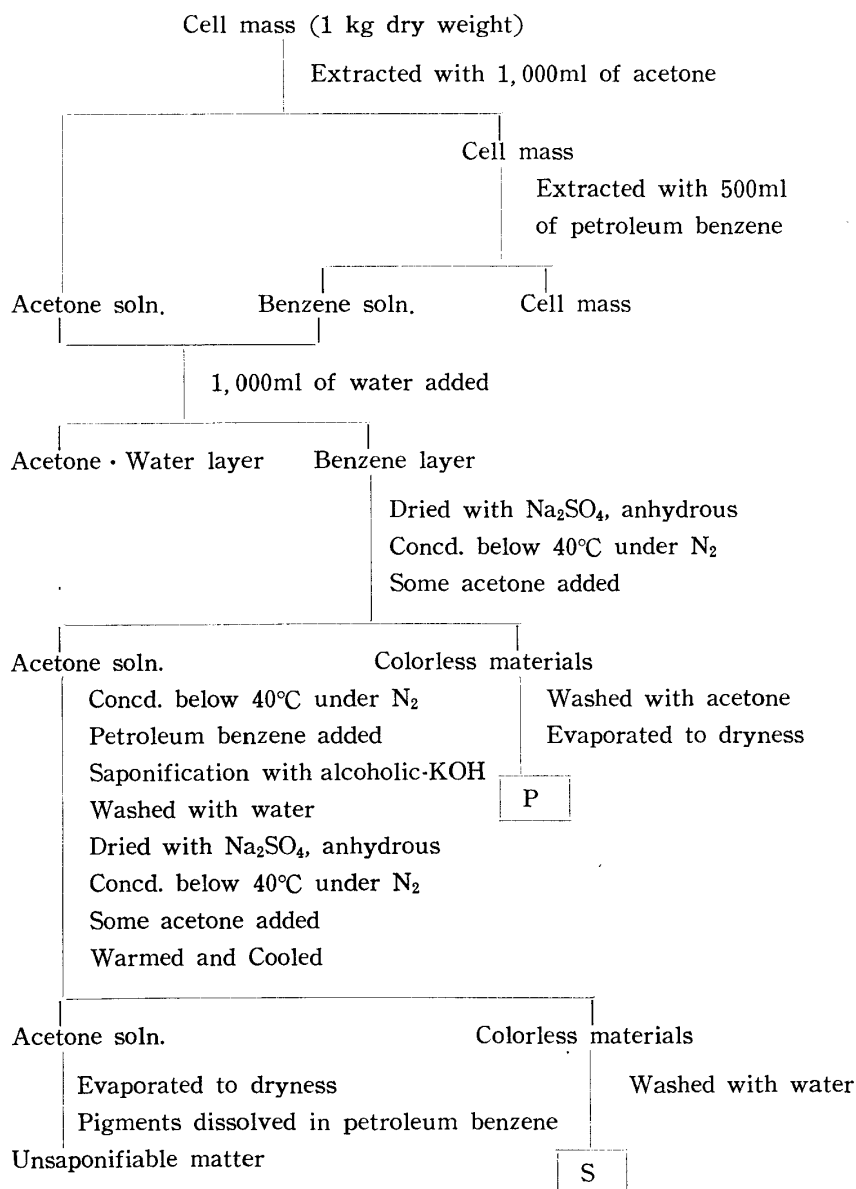 Cell mass (1 kg dry weight)
Extracted with 1,000ml of acetone
Cell mass
Extracted with 500ml
of petroleum benzene
Acetone soln.
Benzene soln.
Cell mass
1,000ml of water added
Acetone・Water layer
Benzene layer
Dried with Na₂SO₄, anhydrous
Concd. below 40℃ under N₂
Some acetone added
Acetone soln.
Colorless materials
Concd. below 40℃ under N₂
Petroleum benzene added
Saponification with alcoholic-KOH
Washed with water
Dried with Na₂SO₄, anhydrous
Concd. below 40℃ under N₂
Some acetone added
Warmed and Cooled
Washed with acetone
Evaporated to dryness
P
Acetone soln.
Colorless materials
Evaporated to dryness
Pigments dissolved in petroleum benzene
Unsaponifiable matter
Washed with water
S